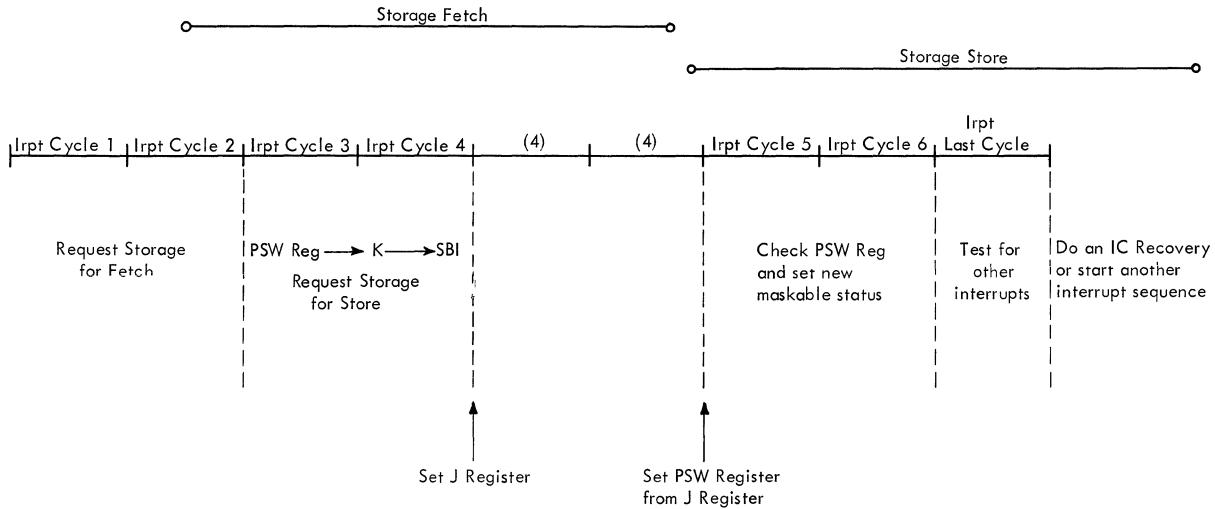 Storage Fetch
Storage Store
Irpt Cycle 1
Irpt Cycle 2
Irpt Cycle 3
Irpt Cycle 4
(4)
(4)
Irpt Cycle 5
Irpt Cycle 6
Irpt
Last Cycle
Request Storage
for Fetch
PSW Reg → K → SBI
Request Storage
for Store
Check PSW Reg
and set new
maskable status
Test for
other
interrupts
Do an IC Recovery
or start another
interrupt sequence
Set J Register
Set PSW Register
from J Register